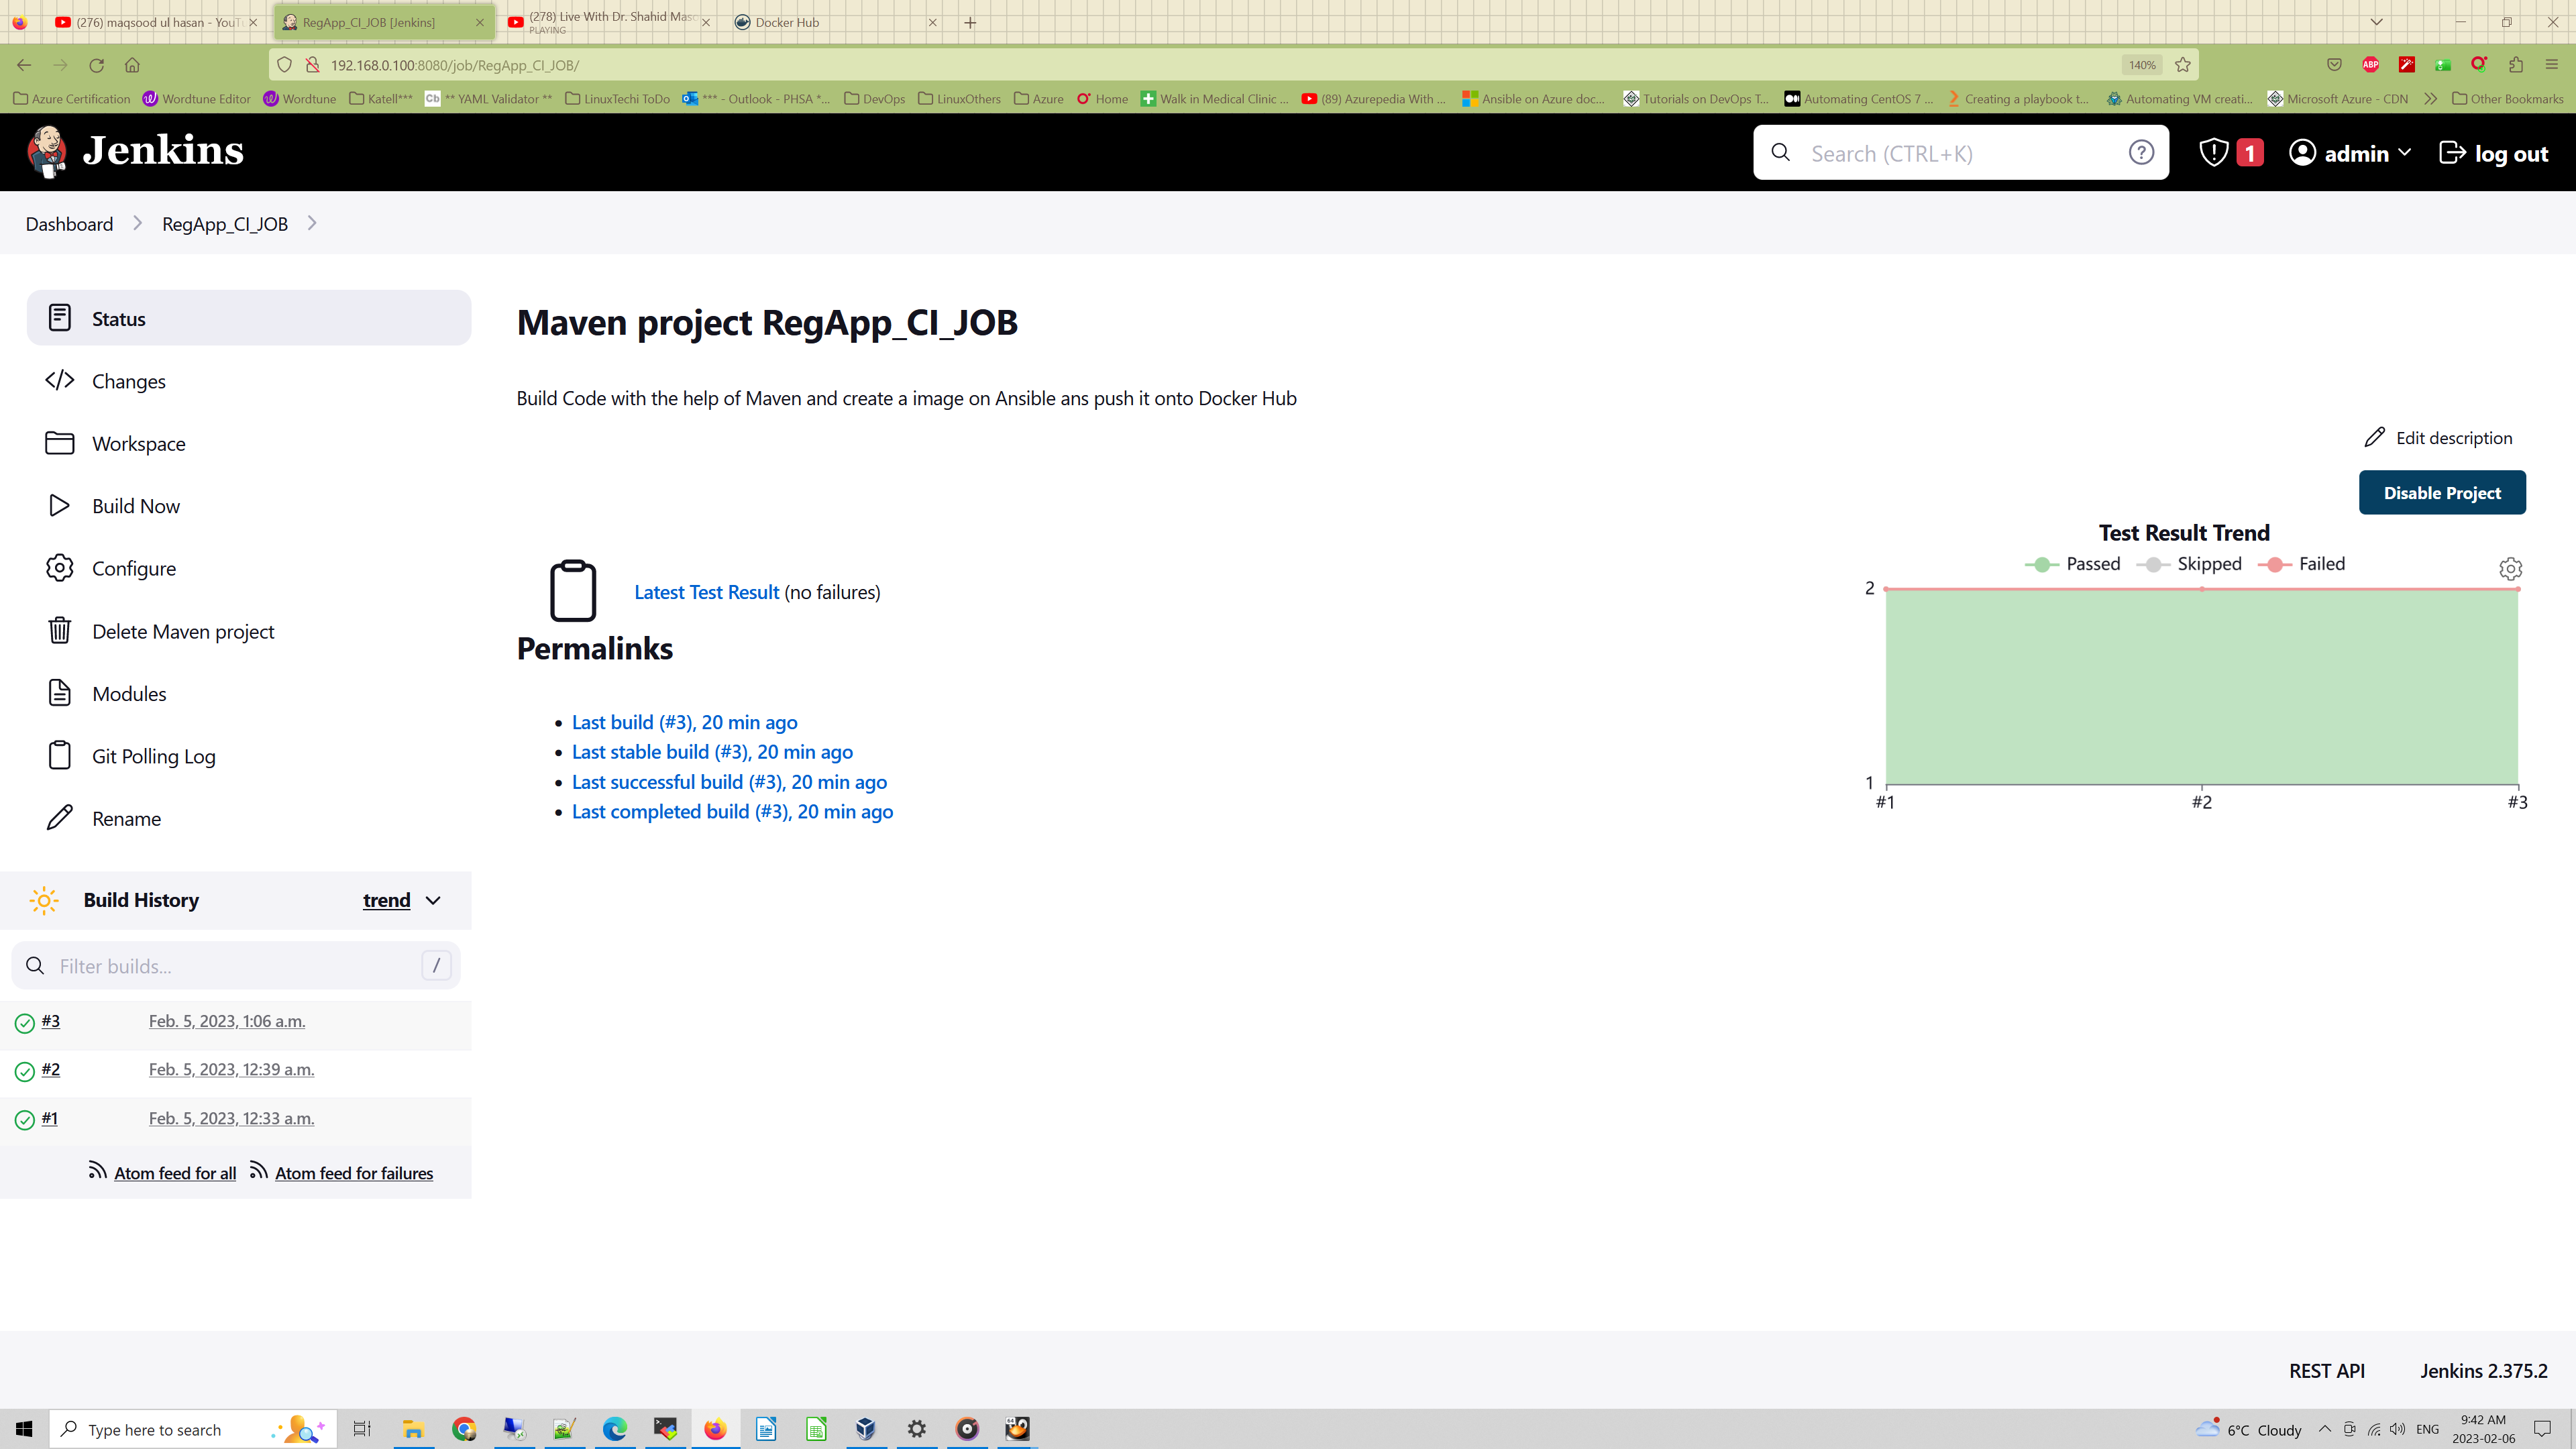 (276) maqsood ul hasan - YouT
RegApp_CI_JOB [Jenkins]
(278) Live With Dr. Shahid Maso
PLAYING
Docker Hub
192.168.0.100:8080/job/RegApp_CI_JOB/
140%
ABP
Azure Certification
Wordtune Editor
Wordtune
Katell***
Cb ** YAML Validator **
LinuxTechi ToDo
*** - Outlook - PHSA *...
DevOps
LinuxOthers
Azure
Home
Walk in Medical Clinic ...
(89) Azurepedia With ...
Ansible on Azure doc...
Tutorials on DevOps T...
Automating CentOS 7 ...
Creating a playbook t...
Automating VM creati...
Microsoft Azure - CDN
Other Bookmarks
Jenkins
Search (CTRL+K)
?
1
admin
log out
Dashboard
RegApp_CI_JOB
Status
Changes
Workspace
Build Now
Configure
Delete Maven project
Modules
Git Polling Log
Rename
Build History
trend
Filter builds...
/
#3
Feb. 5, 2023, 1:06 a.m.
#2
Feb. 5, 2023, 12:39 a.m.
#1
Feb. 5, 2023, 12:33 a.m.
Atom feed for all
Atom feed for failures
Maven project RegApp_CI_JOB
Build Code with the help of Maven and create a image on Ansible ans push it onto Docker Hub
Edit description
Disable Project
Latest Test Result (no failures)
Permalinks
Last build (#3), 20 min ago
Last stable build (#3), 20 min ago
Last successful build (#3), 20 min ago
Last completed build (#3), 20 min ago
Test Result Trend
Passed
Skipped
Failed
2
1
#1
#2
#3
REST API
Jenkins 2.375.2
Type here to search
6°C Cloudy
ENG
9:42 AM
2023-02-06